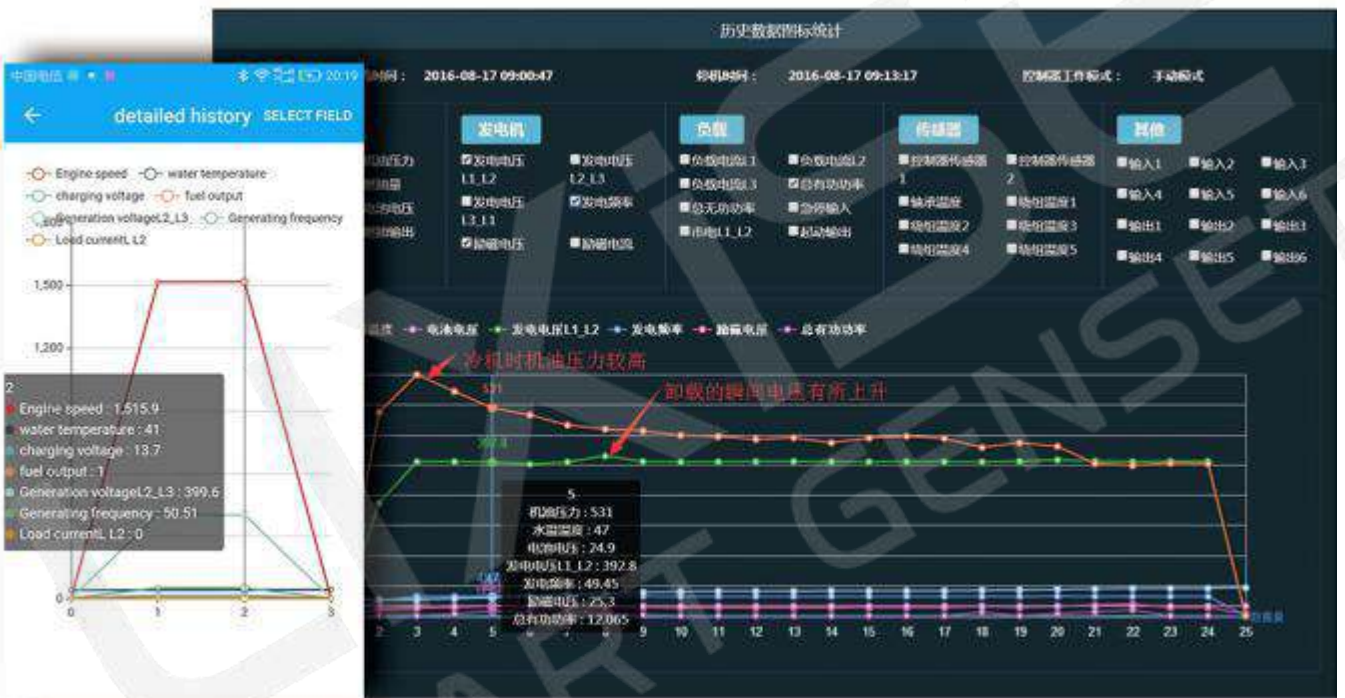 历史数据图标统计
中国电信
20:19
时间： 2016-08-17 09:00:47
停机时间： 2016-08-17 09:13:17
控制器工作模式： 手动模式
detailed history SELECT FIELD
发电机
负载
传感器
其他
发电电压L1_L2
发电电压L2_L3
发电电压L3_L1
发电频率
励磁电压
励磁电流
负载电流L1
负载电流L2
负载电流L3
总有功功率
总无功功率
急停输入
市电L1_L2
起动输出
控制器传感器1
控制器传感器2
轴承温度
绕组温度1
绕组温度2
绕组温度3
绕组温度4
绕组温度5
输入1 输入2 输入3
输入4 输入5 输入6
输出1 输出2 输出3
输出4 输出5 输出6
Engine speed water temperature
charging voltage fuel output
Generation voltageL2_L3 Generating frequency
Load currentL L2
1,500
1,200
0
0 1 2 3
2
Engine speed : 1,515.9
water temperature : 41
charging voltage : 13.7
fuel output : 1
Generation voltageL2_L3 : 399.6
Generating frequency : 50.51
Load currentL L2 : 0
电池电压 发电电压L1_L2 发电频率 励磁电压 总有功功率
冷机时机油压力较高
卸载的瞬间电压有所上升
531
392.8
5
机油压力 : 531
水温温度 : 47
电池电压 : 24.9
发电电压L1_L2 : 392.8
发电频率 : 49.45
励磁电压 : 25.3
总有功功率 : 12.065
2 3 4 5 6 7 8 9 10 11 12 13 14 15 16 17 18 19 20 21 22 23 24 25
ART GENSET